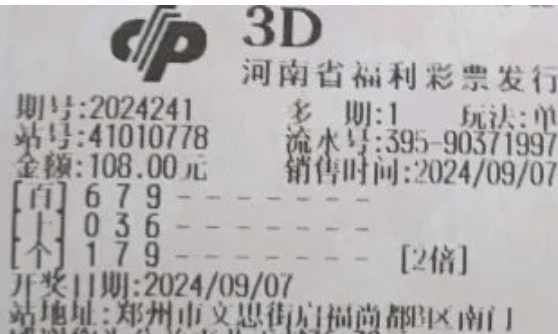 3D
河南省福利彩票发行
期号:2024241 多 期:1 玩法:单
站号:41010778 流水号:395-90371997
金额:108.00元 销售时间:2024/09/07
[百] 6 7 9 - - - - - - -
[十] 0 3 6 - - - - - - -
[个] 1 7 9 - - - - - - - [2倍]
开奖日期:2024/09/07
站地址:郑州市文思街启福尚都B区南门